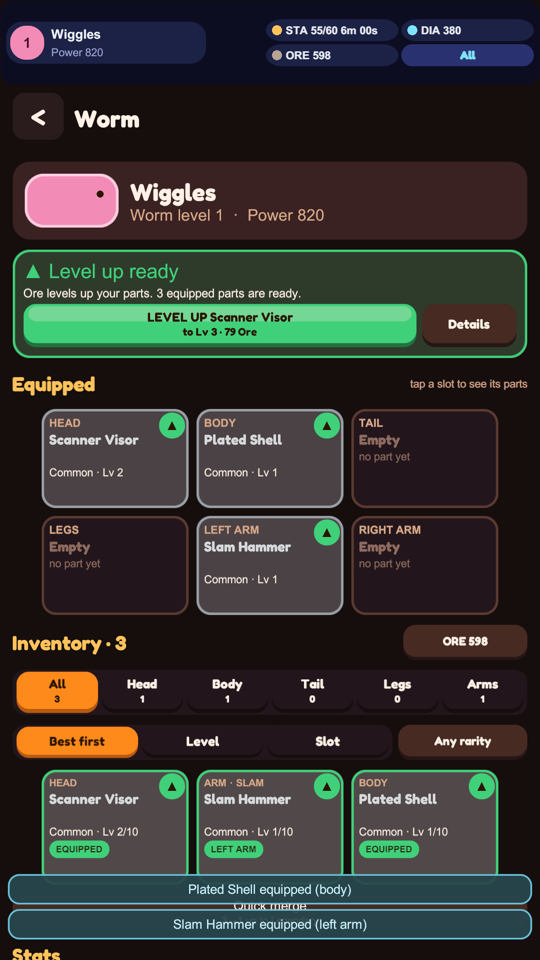 1
Wiggles
Power 820
STA 55/60 6m 00s
DIA 380
ORE 598
All
< Worm
Wiggles
Worm level 1 · Power 820
▲ Level up ready
Ore levels up your parts. 3 equipped parts are ready.
LEVEL UP Scanner Visor
to Lv 3 · 79 Ore
Details
Equipped
tap a slot to see its parts
HEAD
Scanner Visor
Common · Lv 2
BODY
Plated Shell
Common · Lv 1
TAIL
Empty
no part yet
LEGS
Empty
no part yet
LEFT ARM
Slam Hammer
Common · Lv 1
RIGHT ARM
Empty
no part yet
Inventory · 3
ORE 598
All
3
Head
1
Body
1
Tail
0
Legs
0
Arms
1
Best first
Level
Slot
Any rarity
HEAD
Scanner Visor
Common · Lv 2/10
EQUIPPED
ARM · SLAM
Slam Hammer
Common · Lv 1/10
LEFT ARM
BODY
Plated Shell
Common · Lv 1/10
EQUIPPED
Plated Shell equipped (body)
Quick merge
Slam Hammer equipped (left arm)
Stats